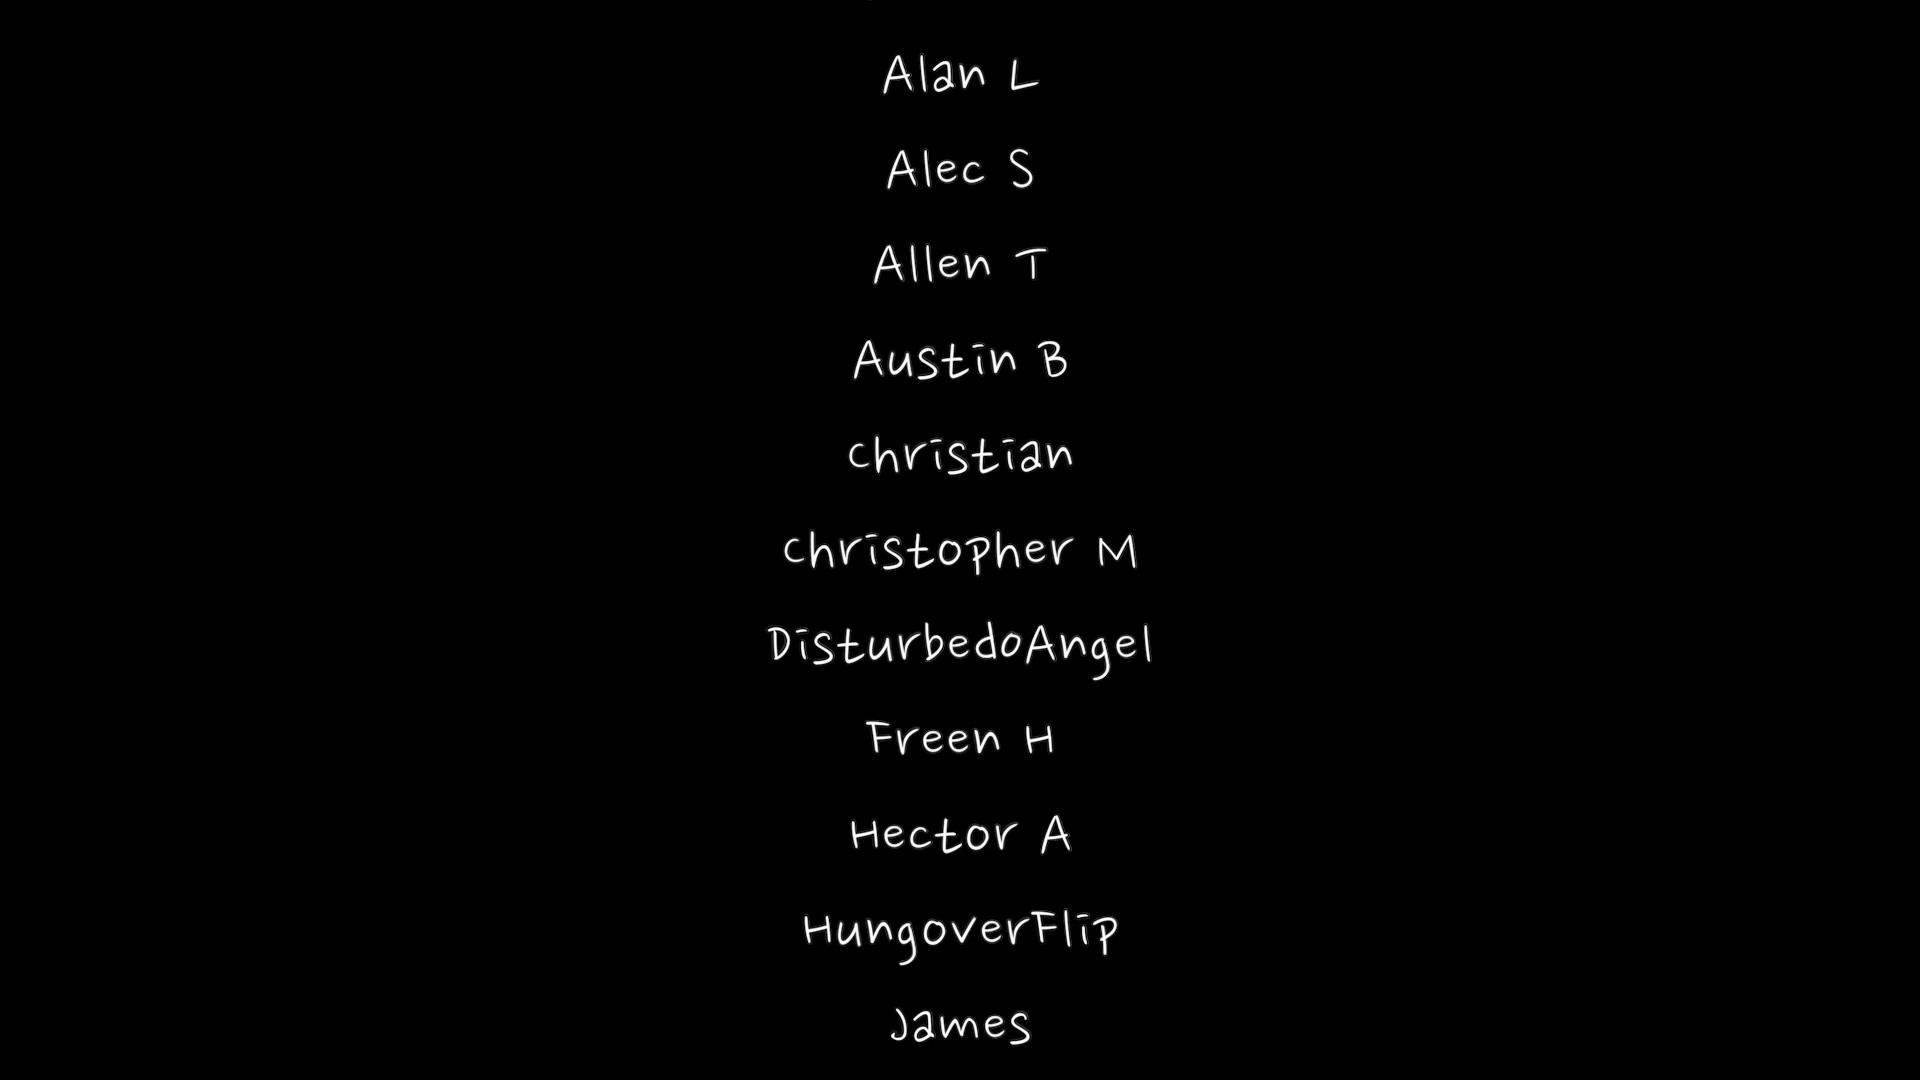 Alan L
Alec S
Allen T
Austin B
Christian
Christopher M
DisturbedoAngel
Freen H
Hector A
HungoverFlip
James